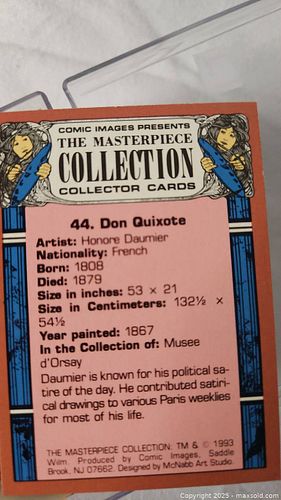 COMIC IMAGES PRESENTS
THE MASTERPIECE
COLLECTION
COLLECTOR CARDS
44. Don Quixote
Artist: Honore Daumier
Nationality: French
Born: 1808
Died: 1879
Size in inches: 53 × 21
Size in Centimeters: 132½ ×
54½
Year painted: 1867
In the Collection of: Musee
d'Orsay
Daumier is known for his political sa-
tire of the day. He contributed satiri-
cal drawings to various Paris weeklies
for most of his life.
THE MASTERPIECE COLLECTION: TM & © 1993
Wilm. Produced by Comic Images, Saddle
Brook, NJ 07662. Designed by McNabb Art Studio.
Copyright 2025 - maxsold.com